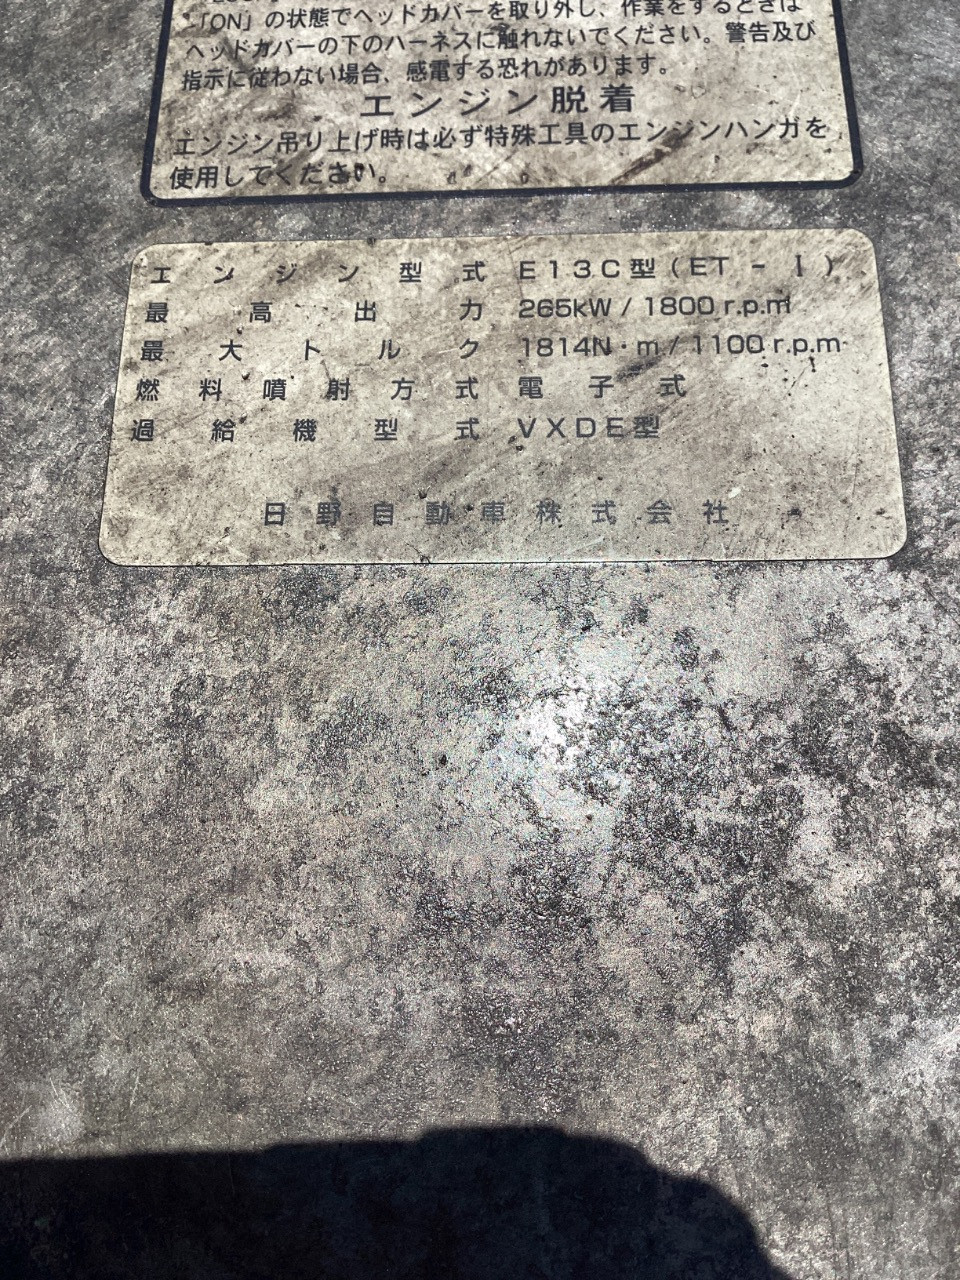 「ON」の状態でヘッドカバーを取り外し、作業をするときは
ヘッドカバーの下のハーネスに触れないでください。警告及び
指示に従わない場合、感電する恐れがあります。
エンジン脱着
エンジン吊り上げ時は必ず特殊工具のエンジンハンガを
使用してください。
エンジン型式 E13C型(ET-I)
最高出力 265kW / 1800 r.p.m
最大トルク 1814N・m / 1100 r.p.m
燃料噴射方式 電子式
過給機型式 VXDE型
日野自動車株式会社